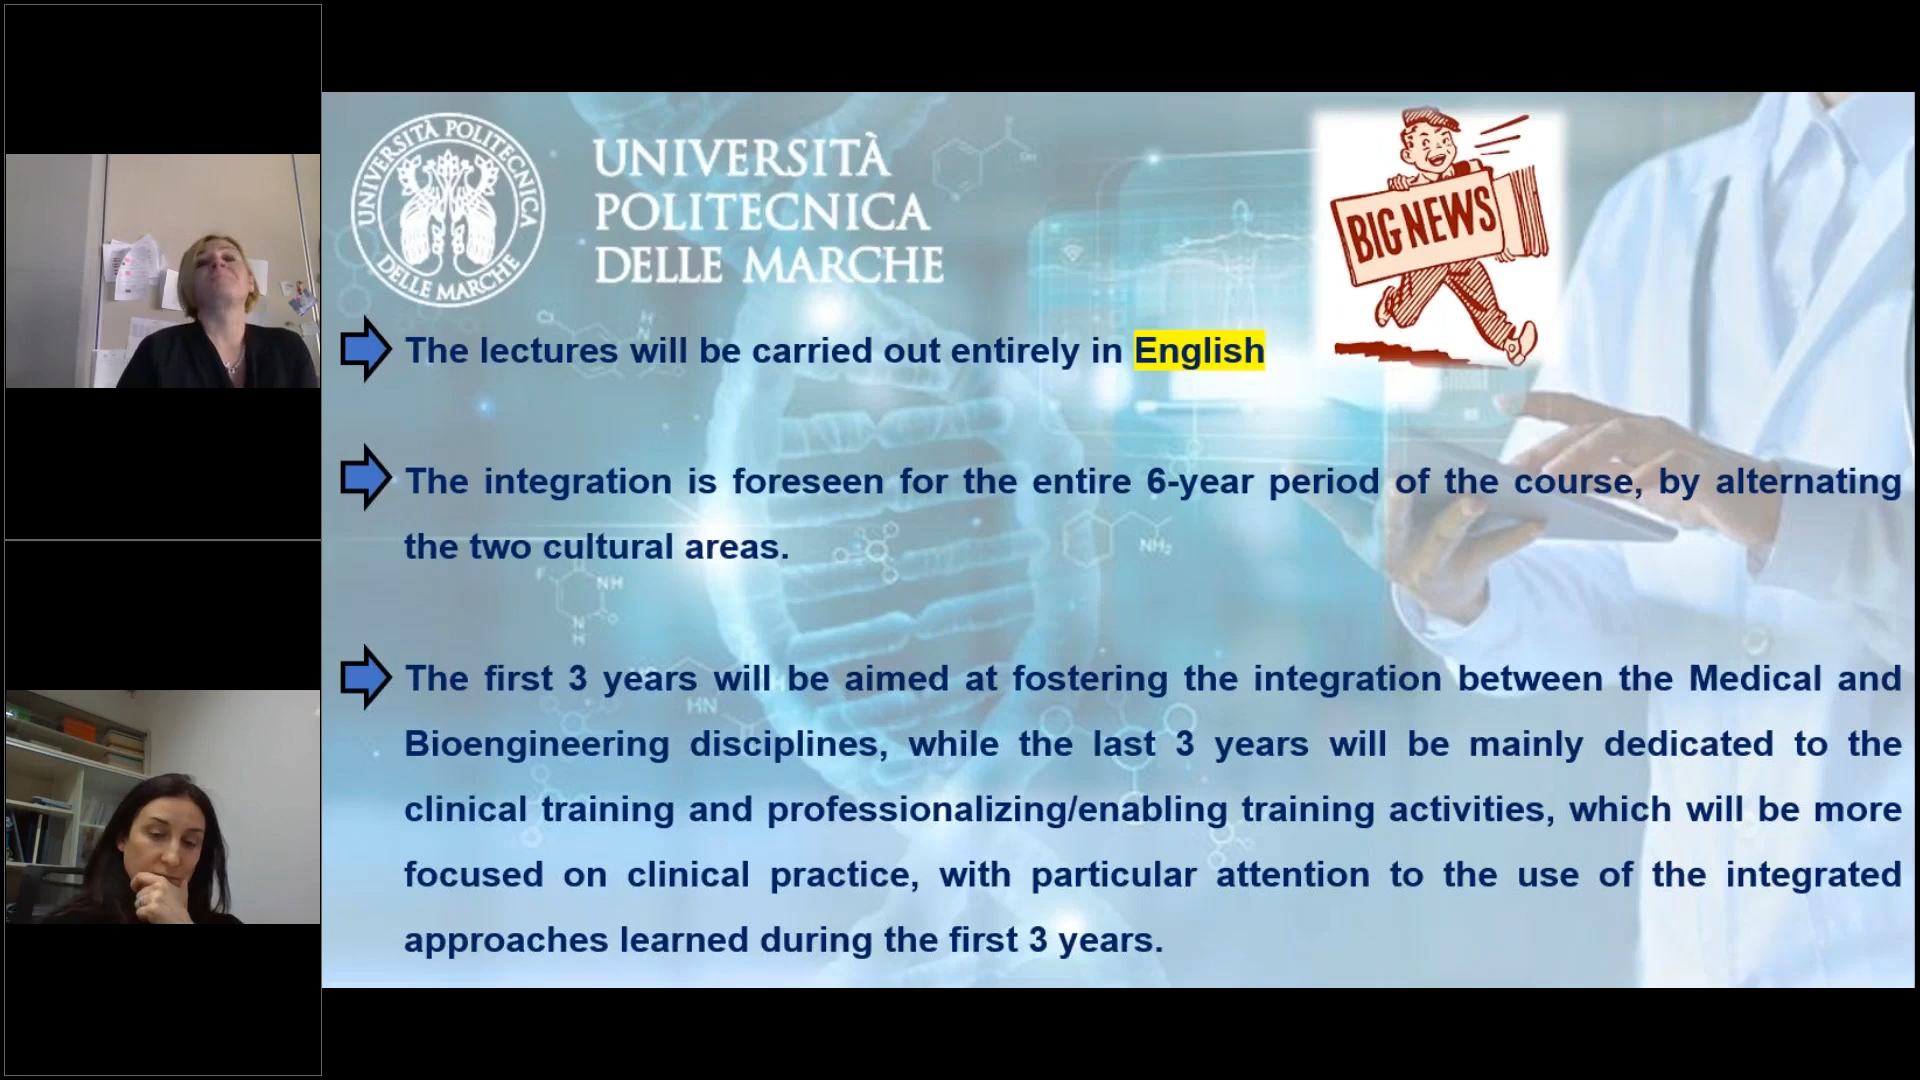 UNIVERSITÀ POLITECNICA DELLE MARCHE
UNIVERSITÀ
POLITECNICA
DELLE MARCHE
BIG NEWS
The lectures will be carried out entirely in English
The integration is foreseen for the entire 6-year period of the course, by alternating
the two cultural areas.
The first 3 years will be aimed at fostering the integration between the Medical and
Bioengineering disciplines, while the last 3 years will be mainly dedicated to the
clinical training and professionalizing/enabling training activities, which will be more
focused on clinical practice, with particular attention to the use of the integrated
approaches learned during the first 3 years.
Cl
H
N
OH
NH₂
F
NH
N
H
HN